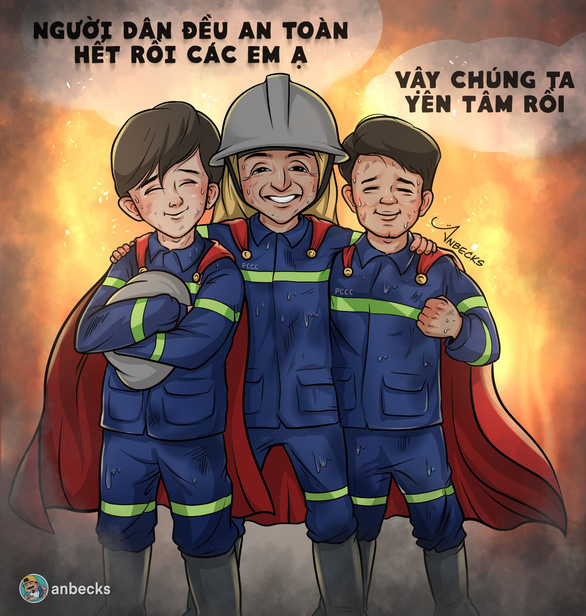 NGƯỜI DÂN ĐỀU AN TOÀN
HẾT RỒI CÁC EM Ạ
VẬY CHÚNG TA
YÊN TÂM RỒI
ANBECKS
PCCC
PCCC
anbecks